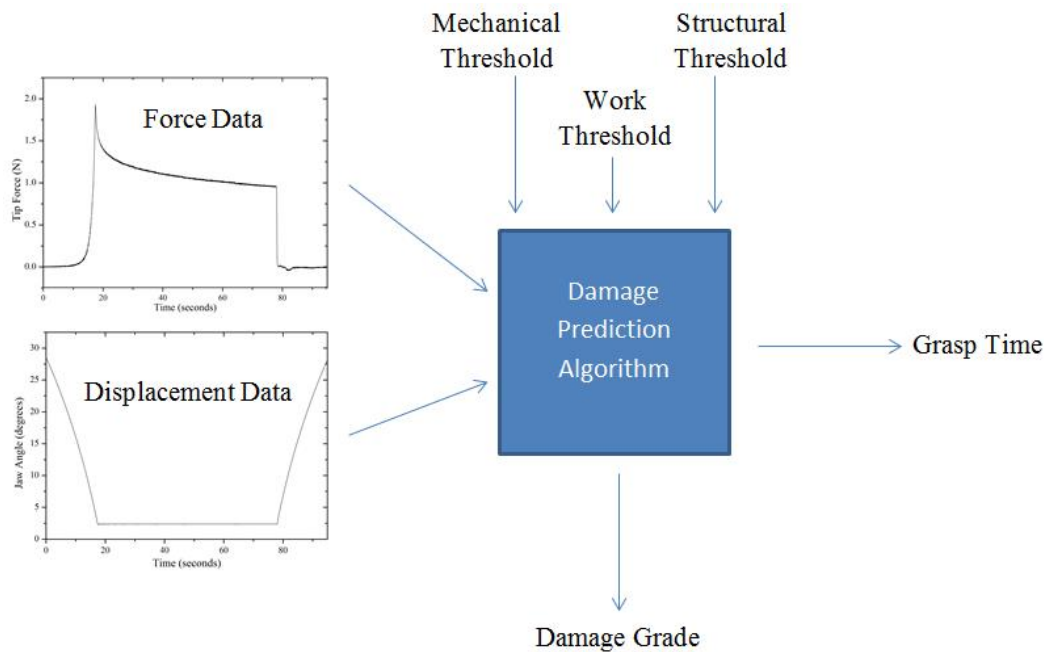 Mechanical
Threshold
Structural
Threshold
Work
Threshold
Force Data
Tip Force (N)
2.0
1.5
1.0
0.5
0.0
0
20
40
60
80
Time (seconds)
Displacement Data
Jaw Angle (degrees)
30
25
20
15
10
5
0
0
20
40
60
80
Time (seconds)
Damage
Prediction
Algorithm
Grasp Time
Damage Grade